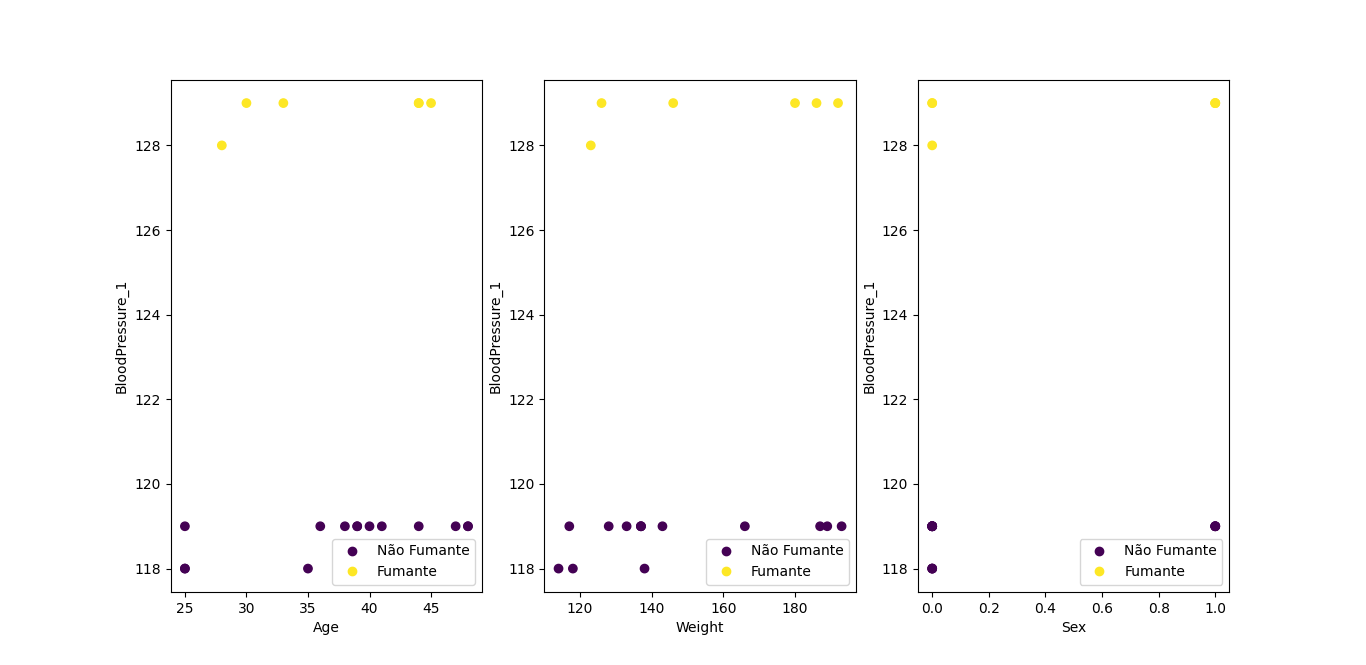 BloodPressure_1
128
126
124
122
120
118
25 30 35 40 45
Age
Não Fumante
Fumante
BloodPressure_1
128
126
124
122
120
118
120 140 160 180
Weight
Não Fumante
Fumante
BloodPressure_1
128
126
124
122
120
118
0.0 0.2 0.4 0.6 0.8 1.0
Sex
Não Fumante
Fumante